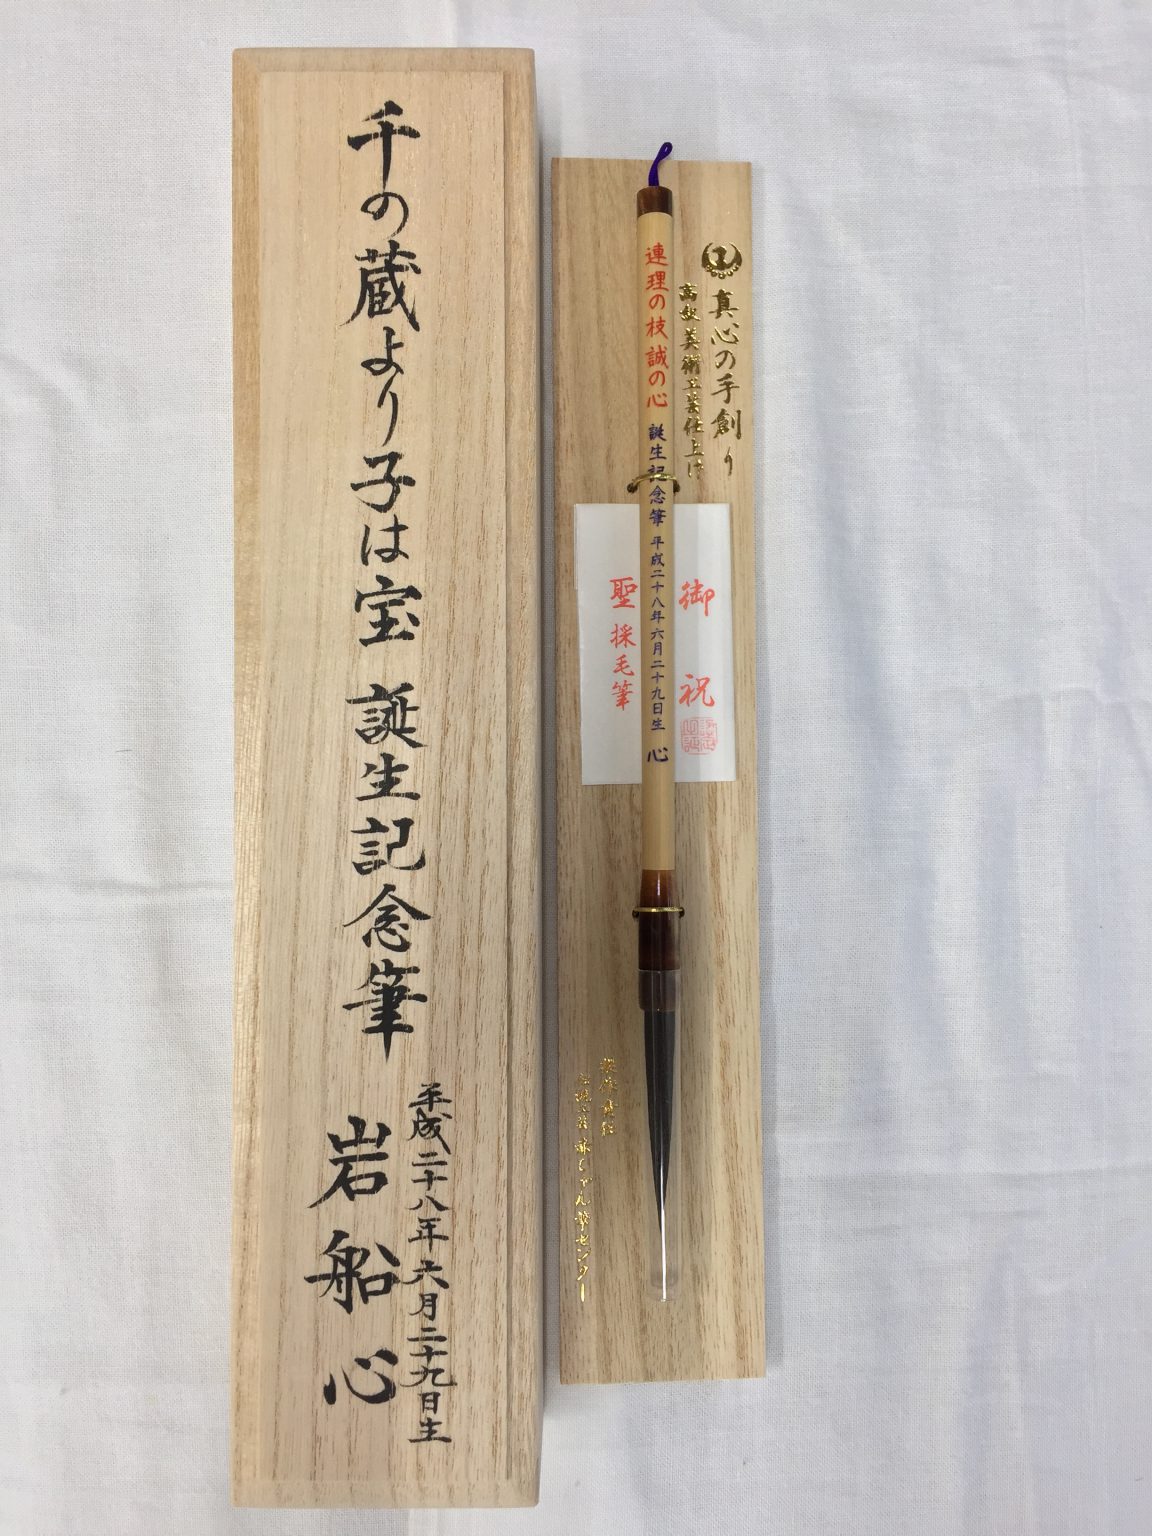 千の蔵より子は宝 誕生記念筆
平成二十八年六月二十九日生
岩船心
真心の手創り
高級美術工芸仕上げ
連理の枝誠の心 誕生記念筆 平成二十八年六月二十九日生 心
御祝
聖採毛筆
赤ちゃん筆センター